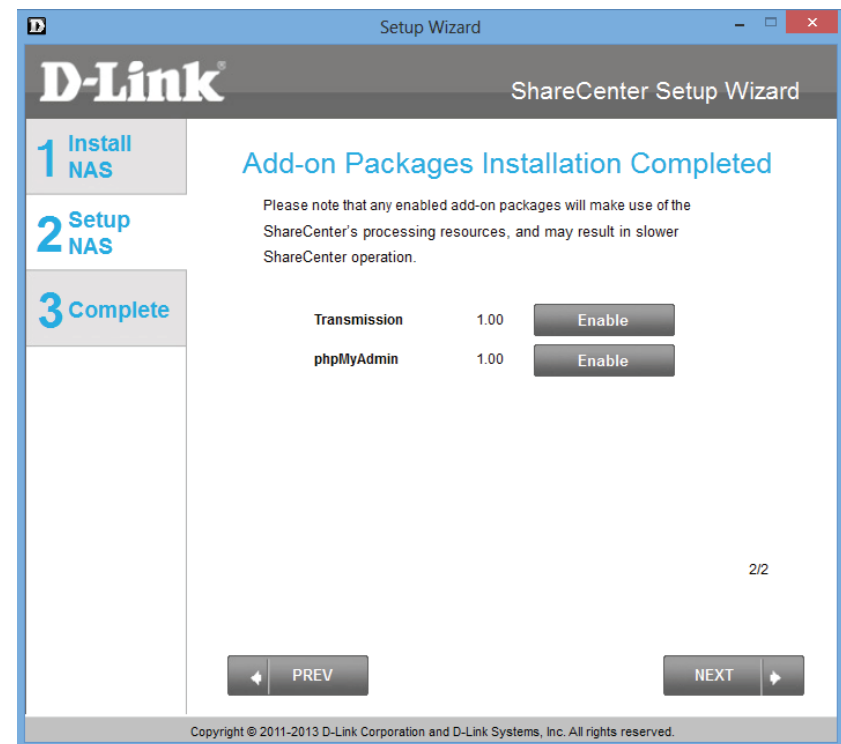 Setup Wizard
D-Link®
ShareCenter Setup Wizard
1 Install
NAS
2 Setup
NAS
3 Complete
Add-on Packages Installation Completed
Please note that any enabled add-on packages will make use of the
ShareCenter's processing resources, and may result in slower
ShareCenter operation.
Transmission 1.00 Enable
phpMyAdmin 1.00 Enable
2/2
PREV
NEXT
Copyright © 2011-2013 D-Link Corporation and D-Link Systems, Inc. All rights reserved.